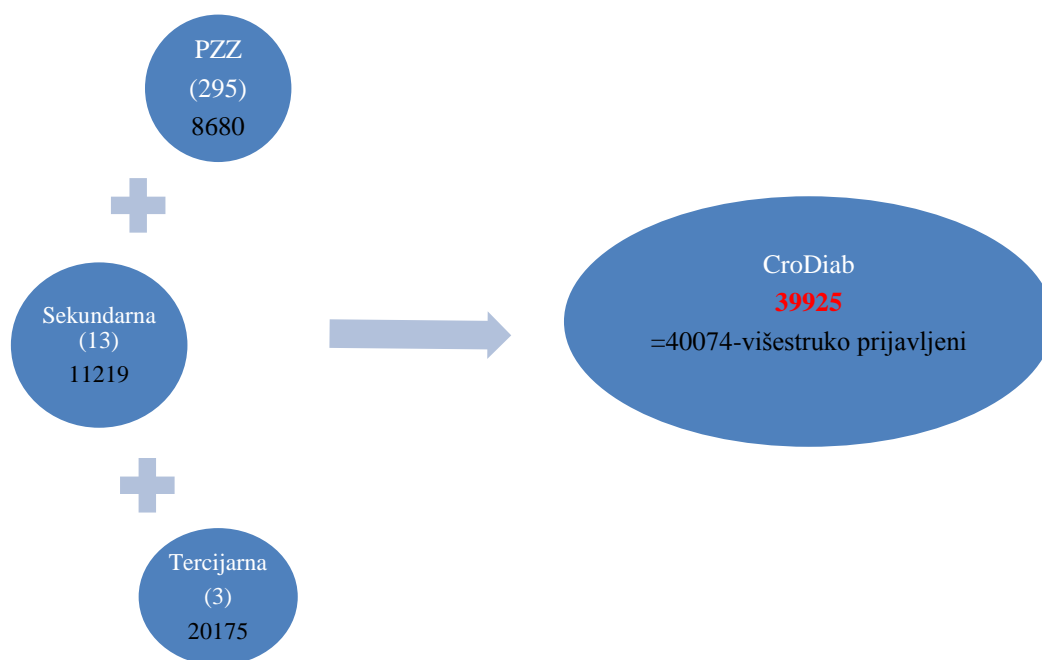 PZZ
(295)
8680
Sekundarna
(13)
11219
Tercijarna
(3)
20175
CroDiab
39925
=40074-višestruko prijavljeni